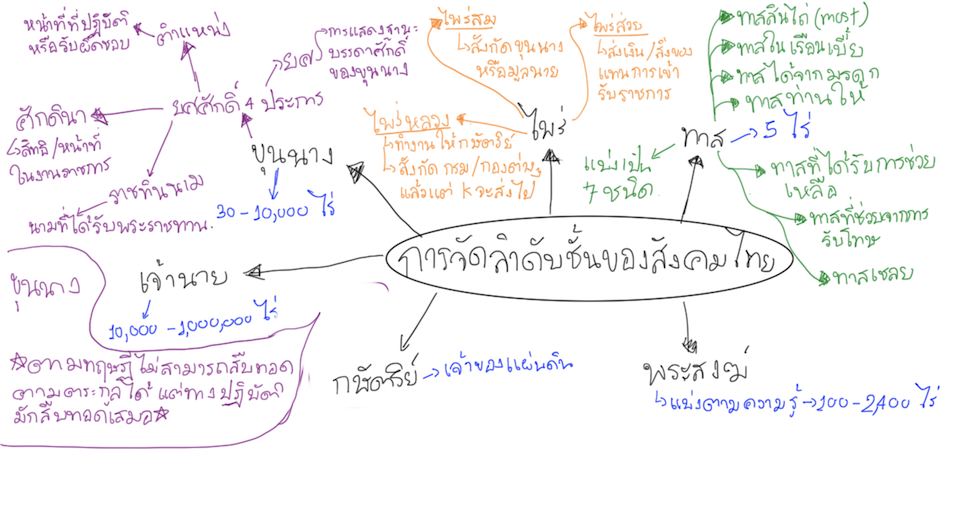 หน้าที่ที่ปฏิบัติ
หรือรับผิดชอบ
ตำแหน่ง
ยศ
การแสดงฐานะ
บรรดาศักดิ์
ของขุนนาง
ศักดินา
สิทธิ/หน้าที่
ในงานราชการ
ยศศักดิ์ 4 ประการ
ราชทินนาม
นามที่ได้รับพระราชทาน
ขุนนาง
30 - 10,000 ไร่
ไพร่สม
สังกัดขุนนาง
หรือมูลนาย
ไพร่ส่วย
ส่งเงิน/สิ่งของ
แทนการเข้า
รับราชการ
ไพร่หลวง
ทำงานให้กษัตริย์
สังกัด กรม/กองต่างๆ
แล้วแต่ K จะส่งไป
ไพร่
ทาส
5 ไร่
แบ่งเป็น
7 ชนิด
ทาสสินไถ่ (most)
ทาสในเรือนเบี้ย
ทาสได้จากมรดก
ทาสท่านให้
ทาสที่ได้รับการช่วย
เหลือ
ทาสที่ช่วยจากการ
รับโทษ
ทาสเชลย
การจัดลำดับชั้นของสังคมไทย
เจ้านาย
10,000 - 1,000,000 ไร่
ขุนนาง
ตามทฤษฎีไม่สามารถสืบทอด
ตามตระกูลได้ แต่ทางปฏิบัติ
มักสืบทอดเสมอ
กษัตริย์
เจ้าของแผ่นดิน
พระสงฆ์
แบ่งตามความรู้ → 100 - 2,400 ไร่